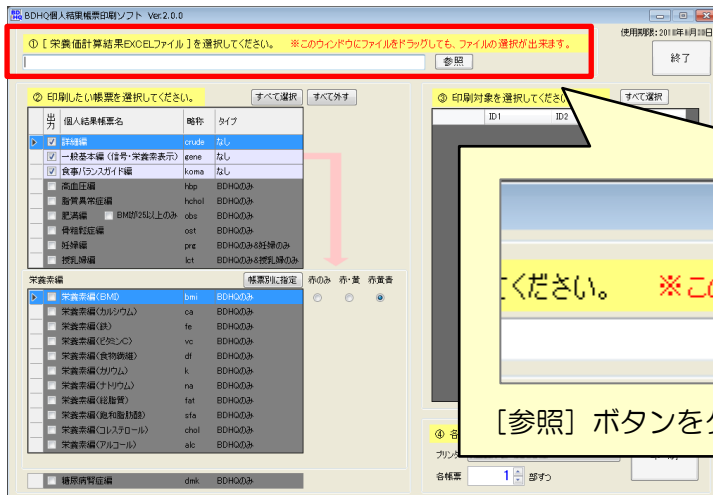 BDHQ個人結果帳票印刷ソフト Ver.2.0.0
使用期限:
① [ 栄養価計算結果EXCELファイル ] を選択してください。 ※このウィンドウにファイルをドラッグしても、ファイルの選択が出来ます。
参照
終了
② 印刷したい帳票を選択してください。
すべて選択
すべて外す
出力 個人結果帳票名 略称 タイプ
詳細編 crude なし
一般基本編（信号・栄養素表示） gene なし
食事バランスガイド編 koma なし
高血圧編 hbp BDHQのみ
脂質異常症編 hchol BDHQのみ
肥満編 BMIが25以上のみ obs BDHQのみ
骨粗鬆症編 ost BDHQのみ
妊婦編 prg BDHQのみ&妊婦のみ
授乳婦編 lct BDHQのみ&授乳婦のみ
栄養素編 帳票別に指定 赤のみ 赤・黄 赤黄青
栄養素編(BMI) bmi BDHQのみ
栄養素編(カルシウム) ca BDHQのみ
栄養素編(鉄) fe BDHQのみ
栄養素編(ビタミンC) vc BDHQのみ
栄養素編(食物繊維) df BDHQのみ
栄養素編(カリウム) k BDHQのみ
栄養素編(ナトリウム) na BDHQのみ
栄養素編(総脂質) fat BDHQのみ
栄養素編(飽和脂肪酸) sfa BDHQのみ
栄養素編(コレステロール) chol BDHQのみ
栄養素編(アルコール) alc BDHQのみ
糖尿病腎症編 dmk BDHQのみ
③ 印刷対象を選択してくださ
すべて選択
ID1 ID2
てください。 ※この
［参照］ボタンをク
④ 各
プリンタ
各帳票 1 部ずつ